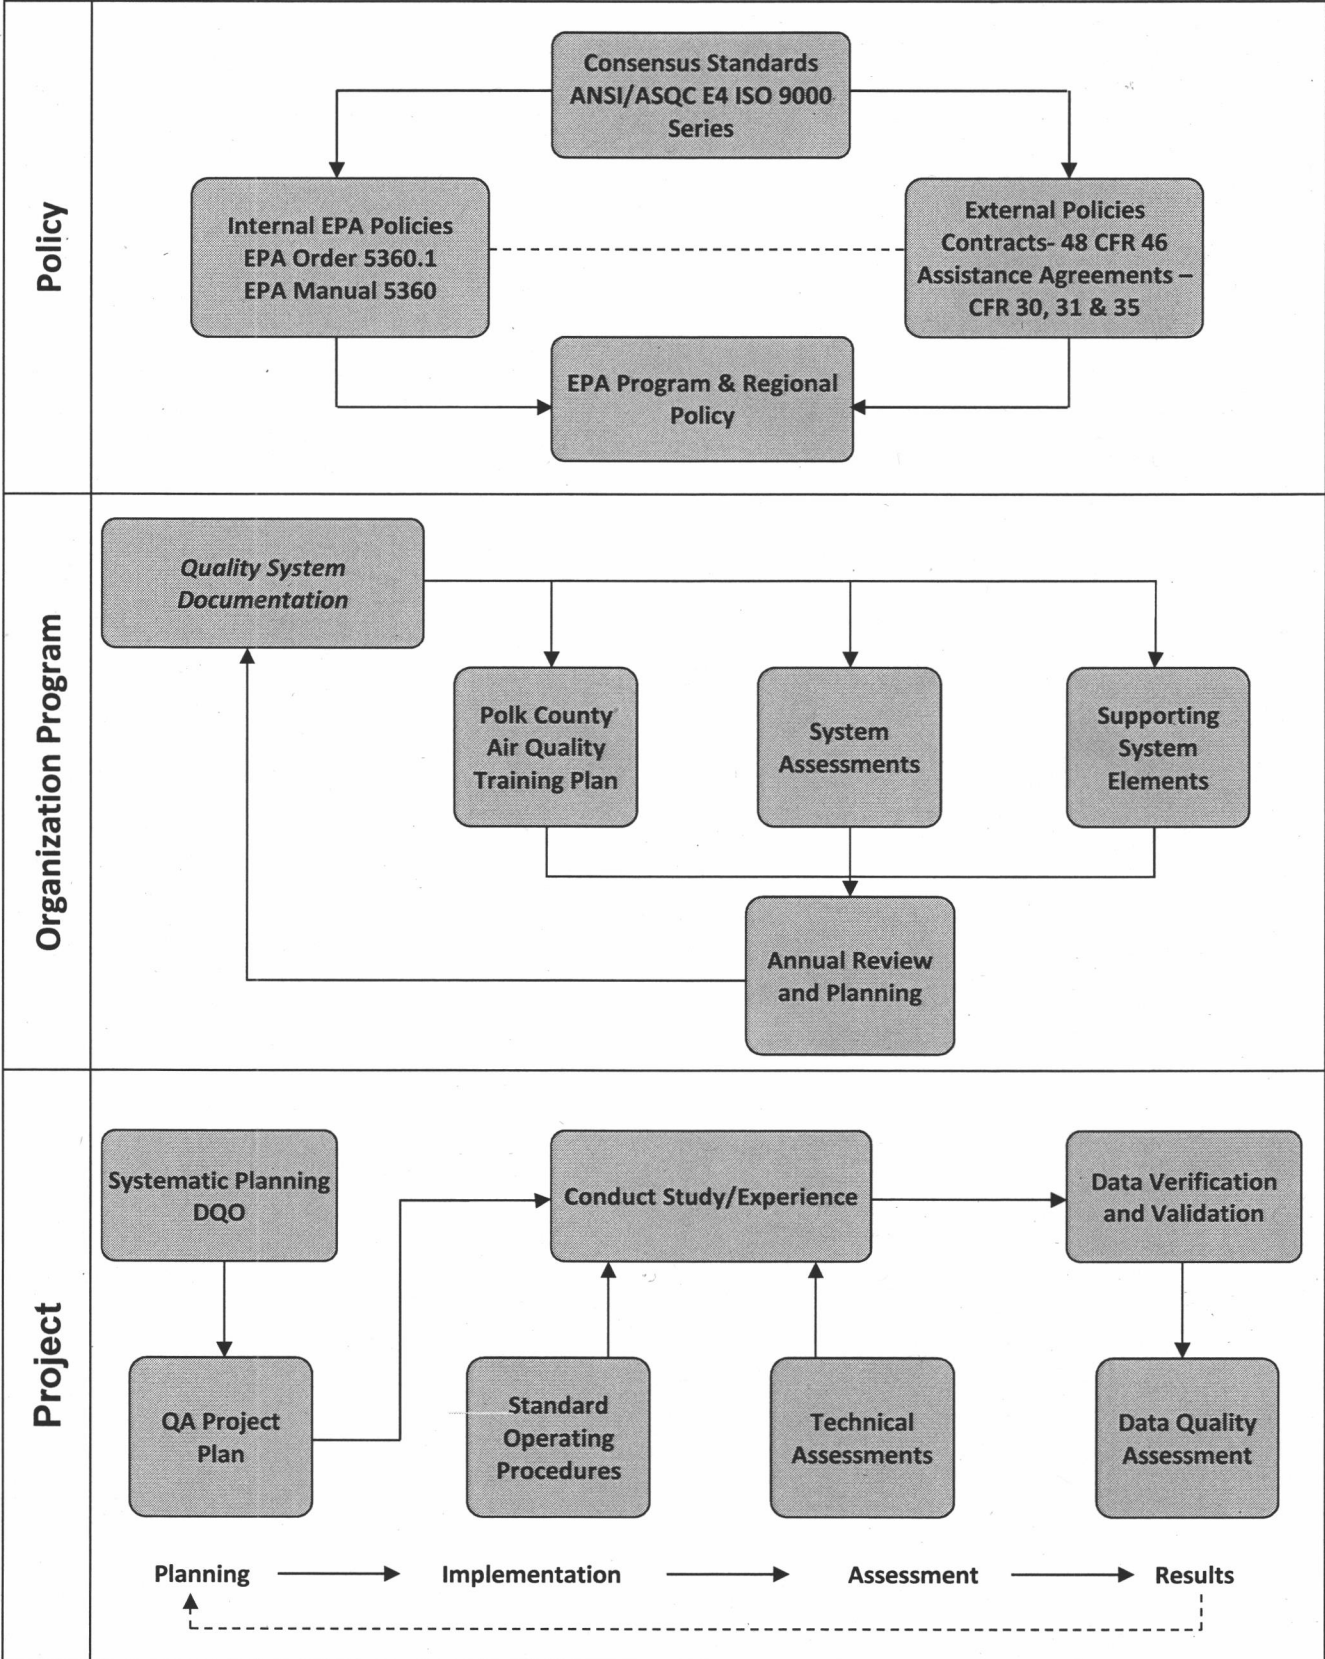 Policy
Consensus Standards
ANSI/ASQC E4 ISO 9000
Series
Internal EPA Policies
EPA Order 5360.1
EPA Manual 5360
External Policies
Contracts- 48 CFR 46
Assistance Agreements –
CFR 30, 31 & 35
EPA Program & Regional
Policy
Organization Program
Quality System
Documentation
Polk County
Air Quality
Training Plan
System
Assessments
Supporting
System
Elements
Annual Review
and Planning
Project
Systematic Planning
DQO
Conduct Study/Experience
Data Verification
and Validation
QA Project
Plan
Standard
Operating
Procedures
Technical
Assessments
Data Quality
Assessment
Planning
Implementation
Assessment
Results